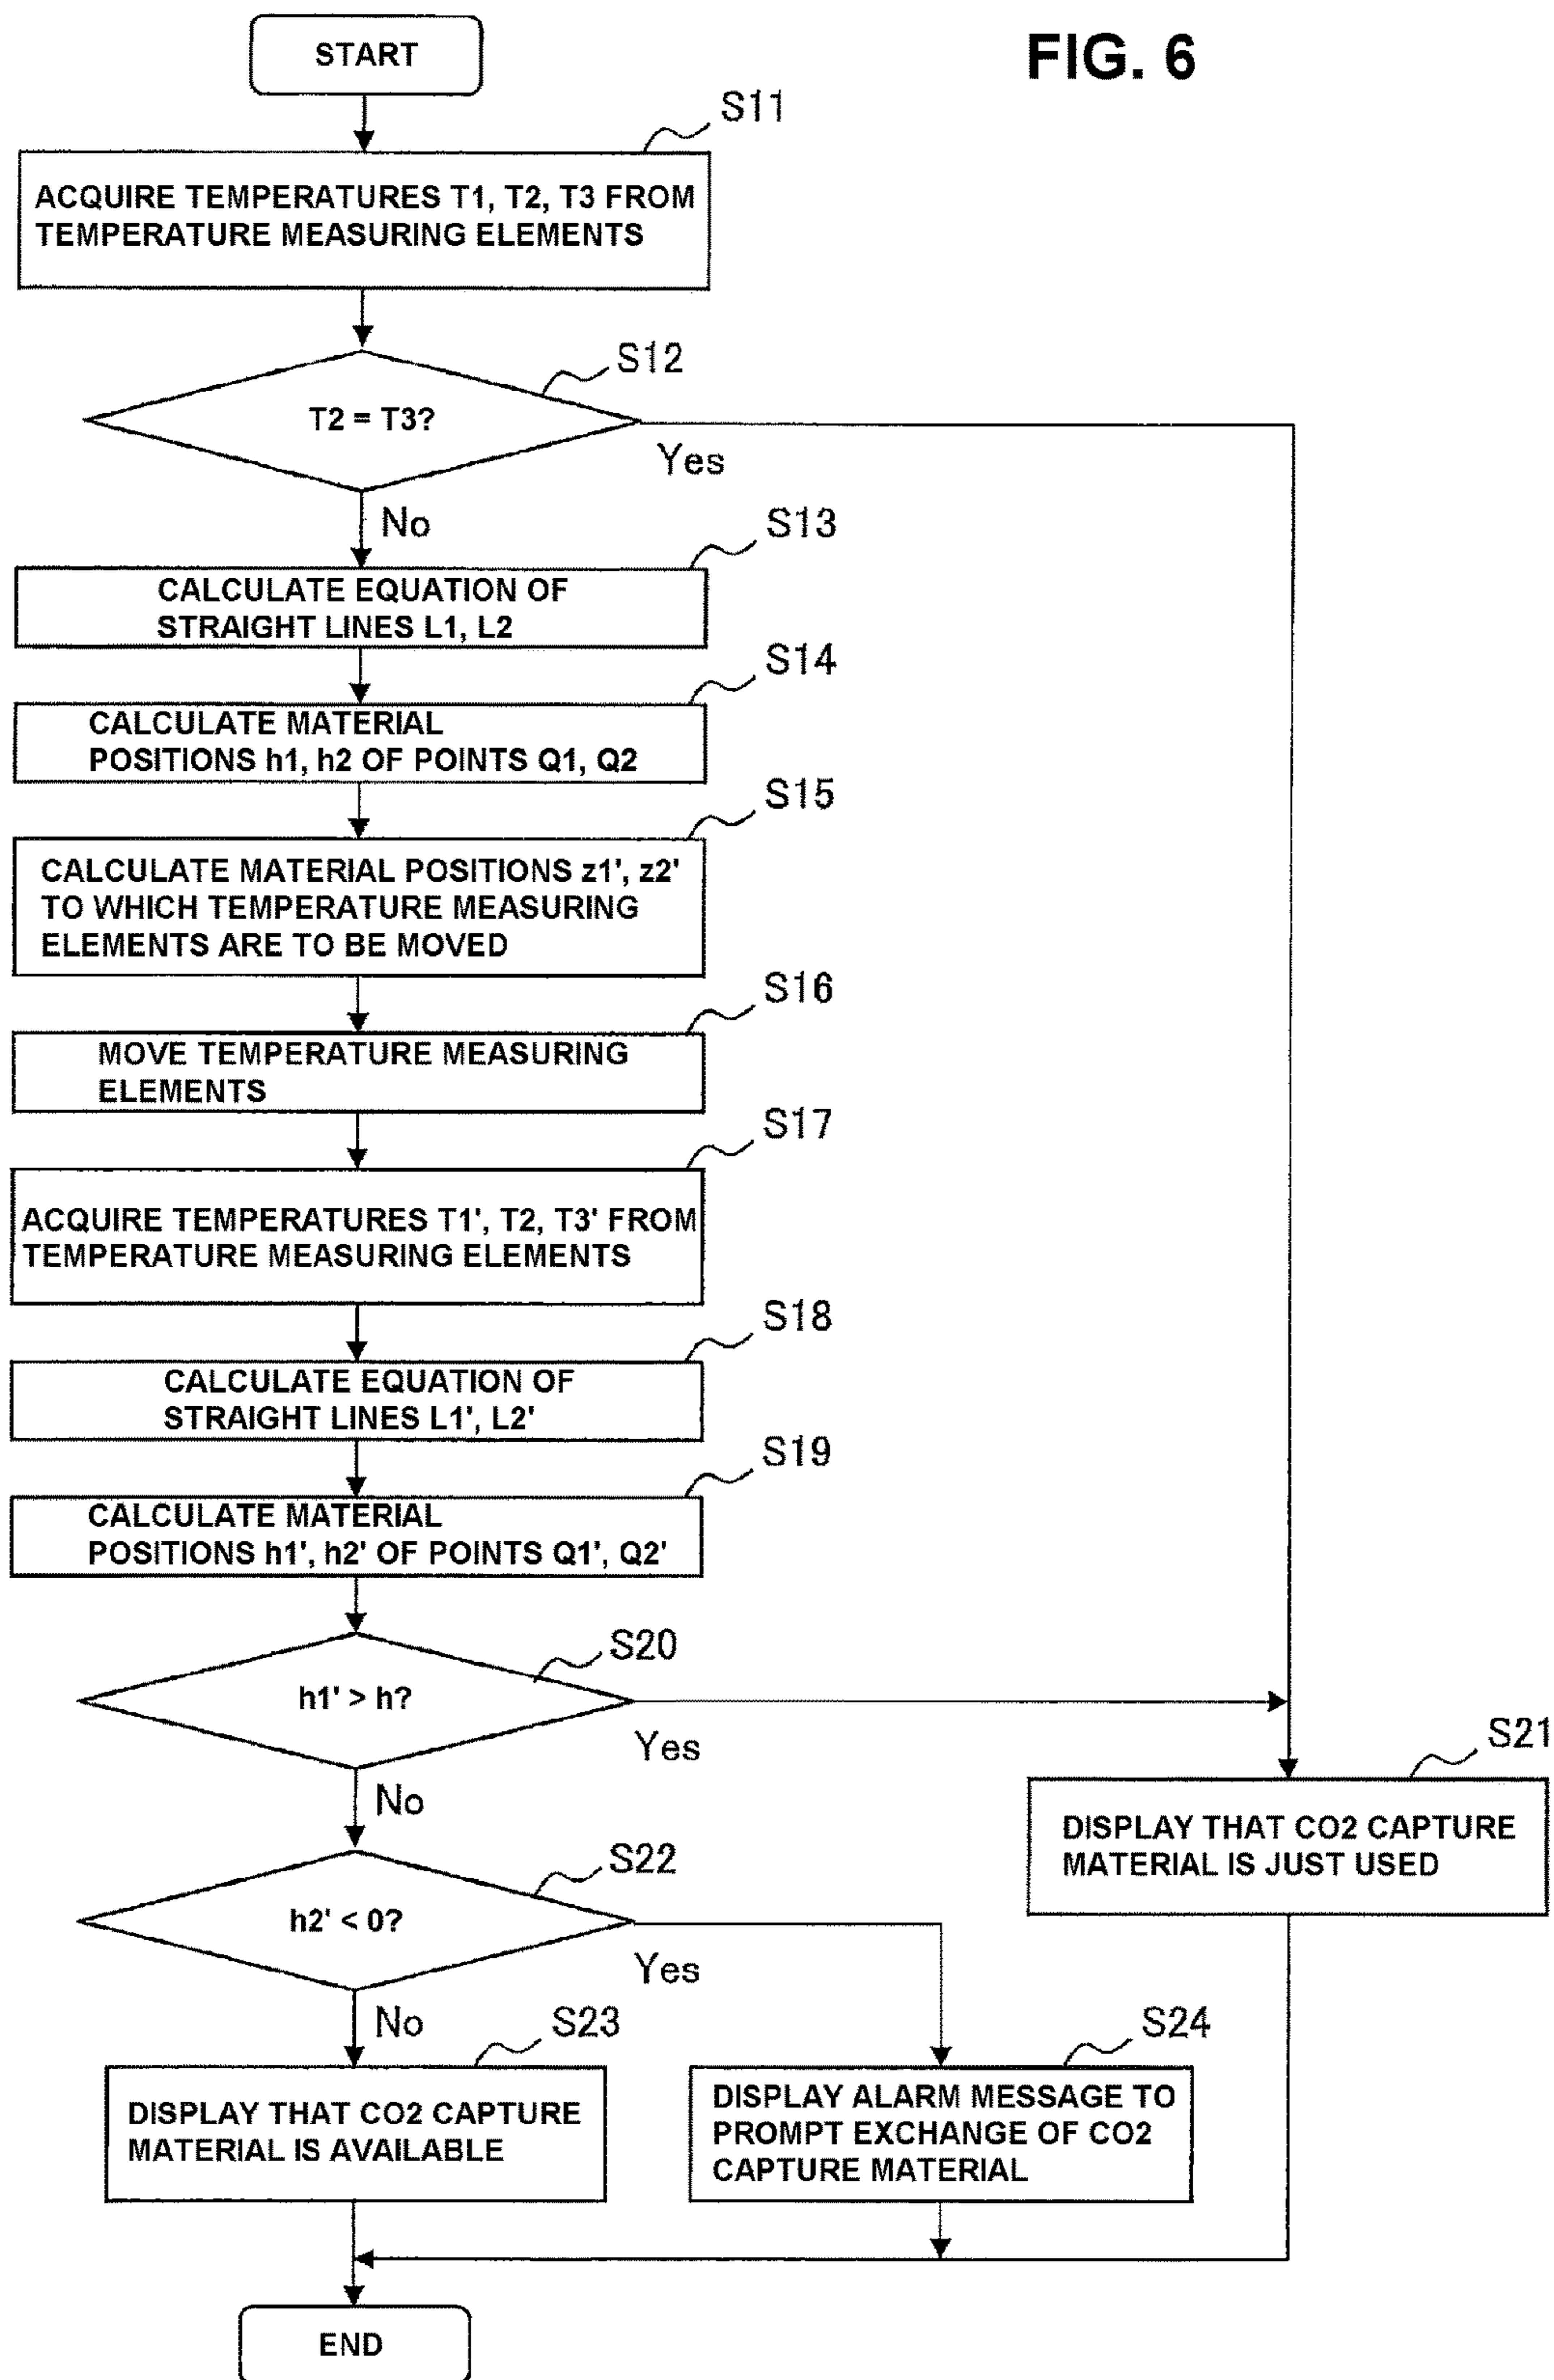 START
FIG. 6
S11
ACQUIRE TEMPERATURES T1, T2, T3 FROM
TEMPERATURE MEASURING ELEMENTS
S12
T2 = T3?
Yes
No
S13
CALCULATE EQUATION OF
STRAIGHT LINES L1, L2
S14
CALCULATE MATERIAL
POSITIONS h1, h2 OF POINTS Q1, Q2
S15
CALCULATE MATERIAL POSITIONS z1', z2'
TO WHICH TEMPERATURE MEASURING
ELEMENTS ARE TO BE MOVED
S16
MOVE TEMPERATURE MEASURING
ELEMENTS
S17
ACQUIRE TEMPERATURES T1', T2, T3' FROM
TEMPERATURE MEASURING ELEMENTS
S18
CALCULATE EQUATION OF
STRAIGHT LINES L1', L2'
S19
CALCULATE MATERIAL
POSITIONS h1', h2' OF POINTS Q1', Q2'
S20
h1' > h?
Yes
No
S21
DISPLAY THAT CO2 CAPTURE
MATERIAL IS JUST USED
S22
h2' < 0?
Yes
No
S23
DISPLAY THAT CO2 CAPTURE
MATERIAL IS AVAILABLE
S24
DISPLAY ALARM MESSAGE TO
PROMPT EXCHANGE OF CO2
CAPTURE MATERIAL
END